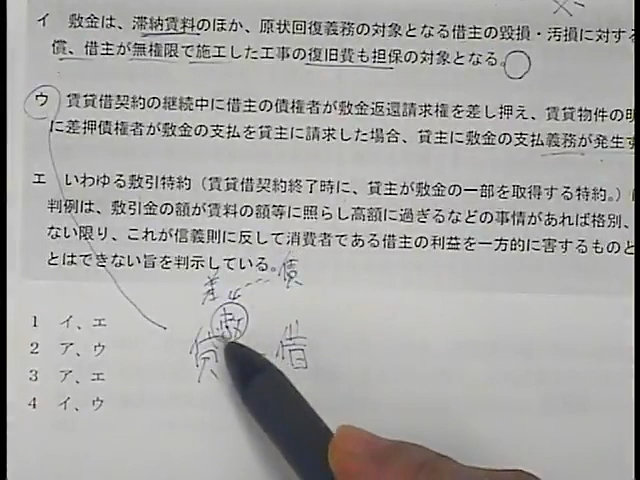 イ 敷金は、滞納賃料のほか、原状回復義務の対象となる借主の毀損・汚損に対す
償、借主が無権限で施工した工事の復旧費も担保の対象となる。
ウ 賃貸借契約の継続中に借主の債権者が敷金返還請求権を差し押え、賃貸物件の明
に差押債権者が敷金の支払を貸主に請求した場合、貸主に敷金の支払義務が発生す
エ いわゆる敷引特約（賃貸借契約終了時に、貸主が敷金の一部を取得する特約。）
判例は、敷引金の額が賃料の額等に照らし高額に過ぎるなどの事情があれば格別、
ない限り、これが信義則に反して消費者である借主の利益を一方的に害するものと
とはできない旨を判示している。
差 債
敷
貸 借
1 イ、エ
2 ア、ウ
3 ア、エ
4 イ、ウ